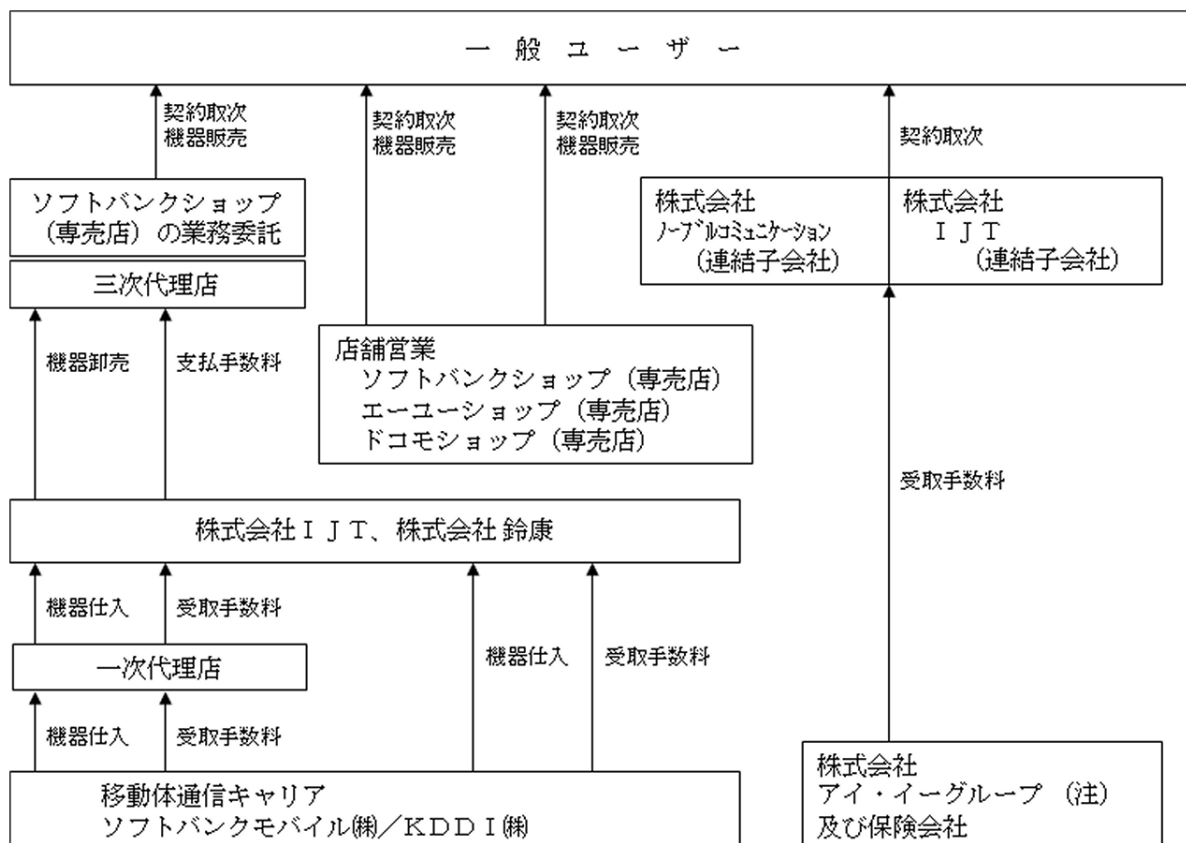 一般ユーザー
契約取次
機器販売
契約取次
機器販売
契約取次
機器販売
契約取次
ソフトバンクショップ
(専売店)の業務委託
三次代理店
株式会社
ノーブルコミュニケーション
(連結子会社)
株式会社
ＩＪＴ
(連結子会社)
機器卸売
支払手数料
店舗営業
ソフトバンクショップ(専売店)
エーユーショップ(専売店)
ドコモショップ(専売店)
受取手数料
株式会社ＩＪＴ、株式会社鈴康
機器仕入
受取手数料
一次代理店
機器仕入
受取手数料
機器仕入
受取手数料
移動体通信キャリア
ソフトバンクモバイル㈱／ＫＤＤＩ㈱
株式会社
アイ・イーグループ (注)
及び保険会社